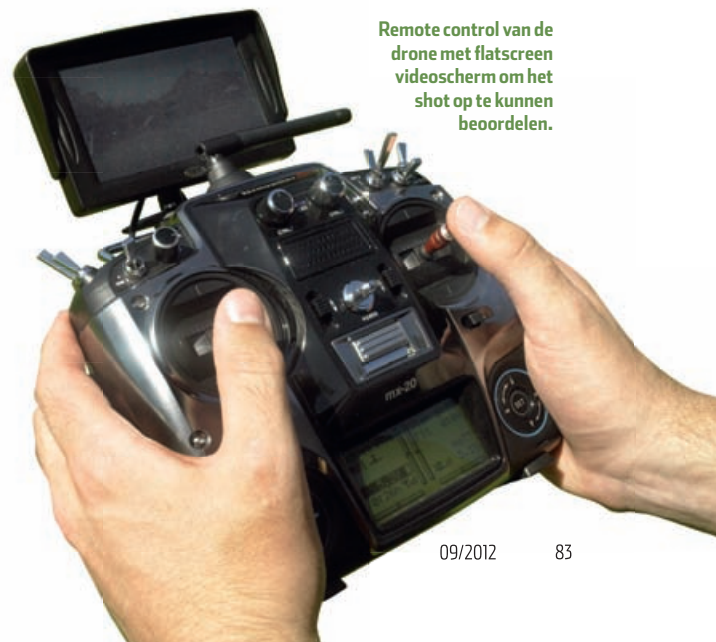 Remote control van de
drone met flatscreen
videoscherm om het
shot op te kunnen
beoordelen.
mx-20
SET
09/2012 83